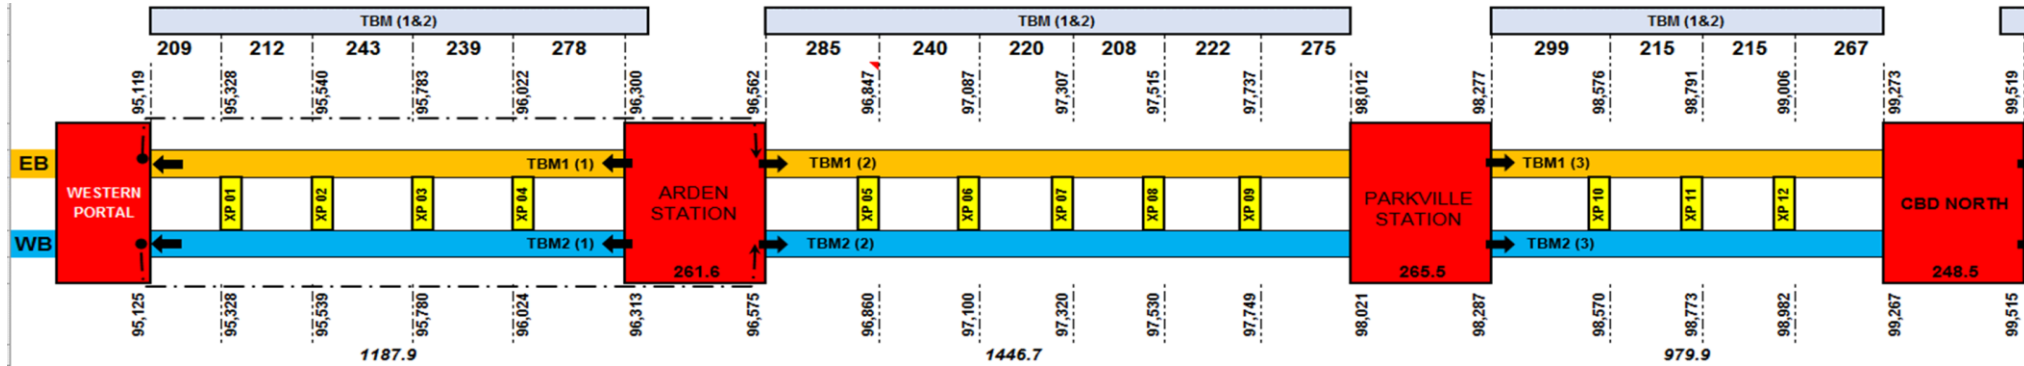 TBM (1&2)
TBM (1&2)
TBM (1&2)
209 212 243 239 278 285 240 220 208 222 275 299 215 215 267
95,119 95,328 95,540 95,783 96,022 96,300 96,562 96,847 97,087 97,307 97,515 97,737 98,012 98,277 98,576 98,791 99,006 99,273 99,519
EB
TBM1 (1)
TBM1 (2)
TBM1 (3)
WESTERN
PORTAL
XP 01
XP 02
XP 03
XP 04
ARDEN
STATION
XP 05
XP 06
XP 07
XP 08
XP 09
PARKVILLE
STATION
XP 10
XP 11
XP 12
CBD NORTH
WB
TBM2 (1)
TBM2 (2)
TBM2 (3)
261.6
265.5
248.5
95,125 95,328 95,539 95,780 96,024 96,313 96,575 96,860 97,100 97,320 97,530 97,749 98,021 98,287 98,570 98,773 98,982 99,267 99,515
1187.9
1446.7
979.9